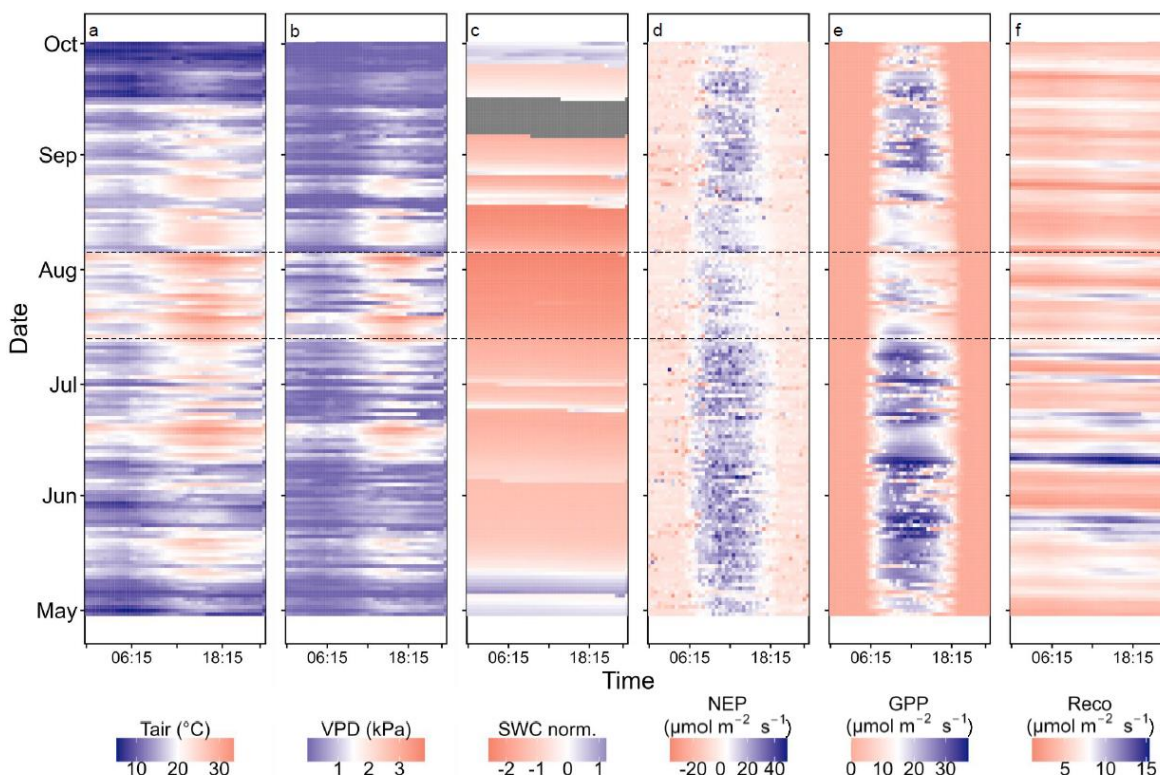 a b c d e f
Oct
Sep
Aug
Jul
Jun
May
Date
06:15 18:15 06:15 18:15 06:15 18:15 06:15 18:15 06:15 18:15 06:15 18:15
Time
Tair (°C)
10 20 30
VPD (kPa)
1 2 3
SWC norm.
-2 -1 0 1
NEP
(μmol m⁻² s⁻¹)
-20 0 20 40
GPP
(μmol m⁻² s⁻¹)
0 10 20 30
Reco
(μmol m⁻² s⁻¹)
5 10 15